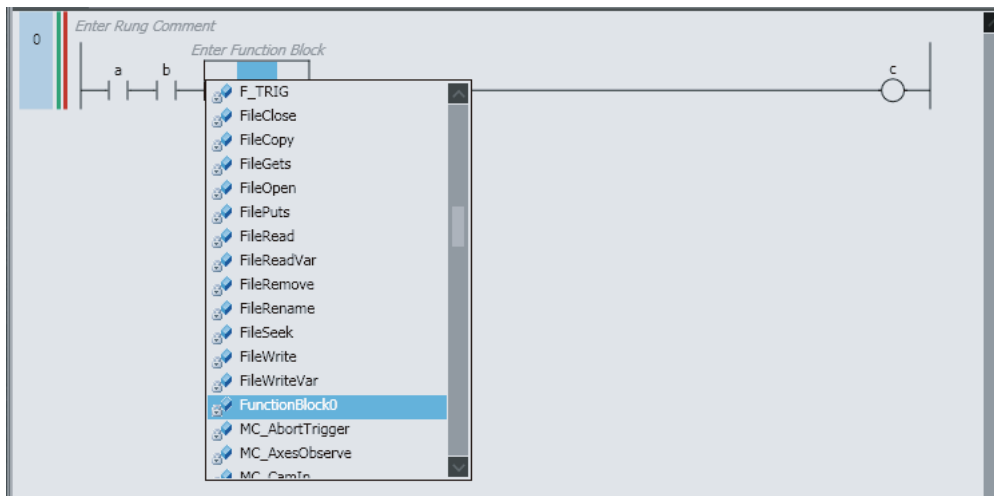 Enter Rung Comment
0
Enter Function Block
a b c
F_TRIG
FileClose
FileCopy
FileGets
FileOpen
FilePuts
FileRead
FileReadVar
FileRemove
FileRename
FileSeek
FileWrite
FileWriteVar
FunctionBlock0
MC_AbortTrigger
MC_AxesObserve
MC_CamIn